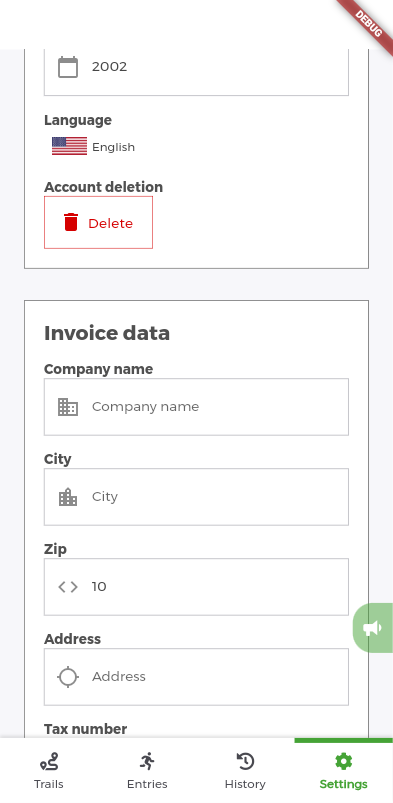 DEBUG
2002
Language
English
Account deletion
Delete
Invoice data
Company name
Company name
City
City
Zip
10
Address
Address
Tax number
Trails
Entries
History
Settings